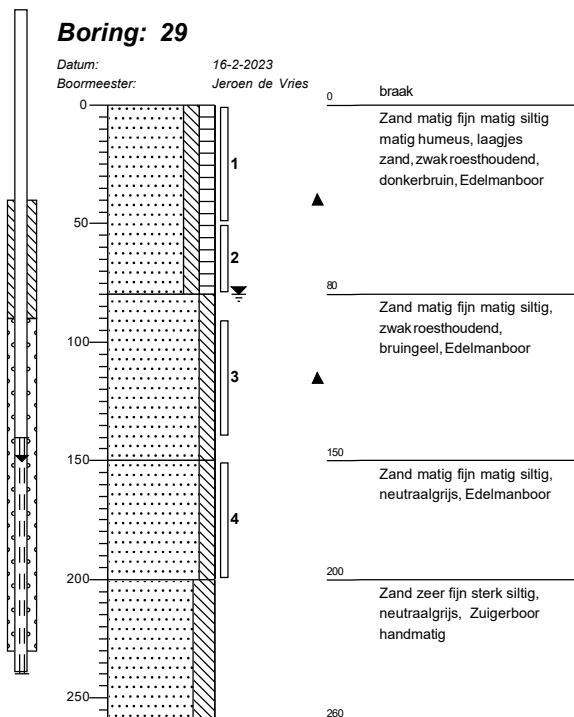 Boring: 29
Datum: 16-2-2023
Boormeester: Jeroen de Vries
0
0
braak
Zand matig fijn matig siltig
matig humeus, laagjes
zand, zwak roesthoudend,
donkerbruin, Edelmanboor
1
50
2
80
Zand matig fijn matig siltig,
zwak roesthoudend,
bruingeel, Edelmanboor
100
3
150
150
Zand matig fijn matig siltig,
neutraalgrijs, Edelmanboor
4
200
200
Zand zeer fijn sterk siltig,
neutraalgrijs, Zuigerboor
handmatig
250
260